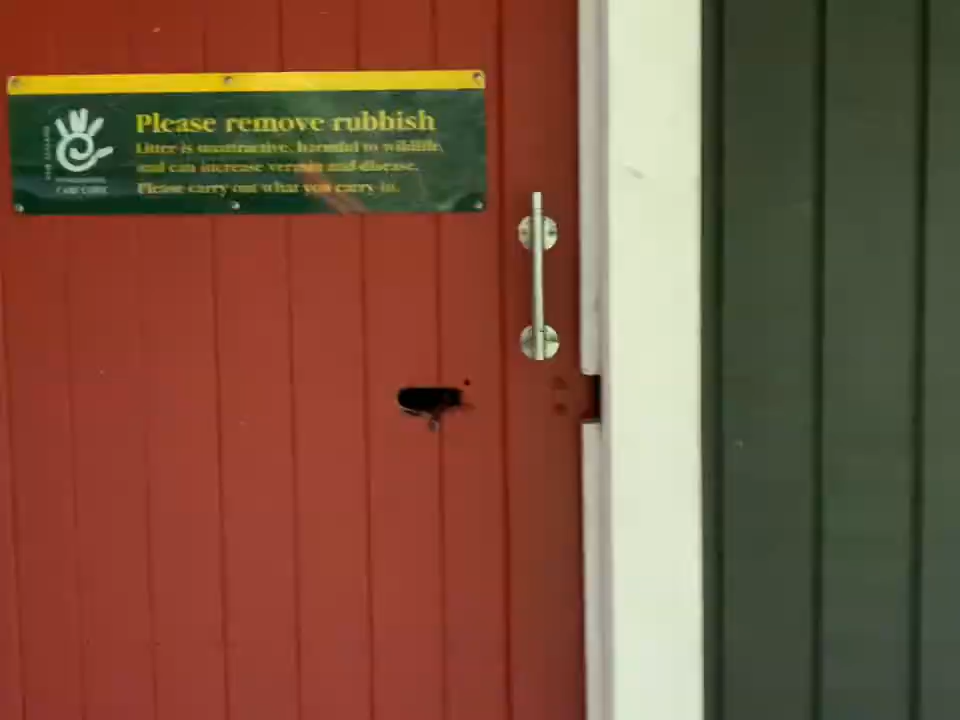 Please remove rubbish
Litter is unattractive, harmful to wildlife,
and can increase vermin and disease.
Please carry out what you carry in.